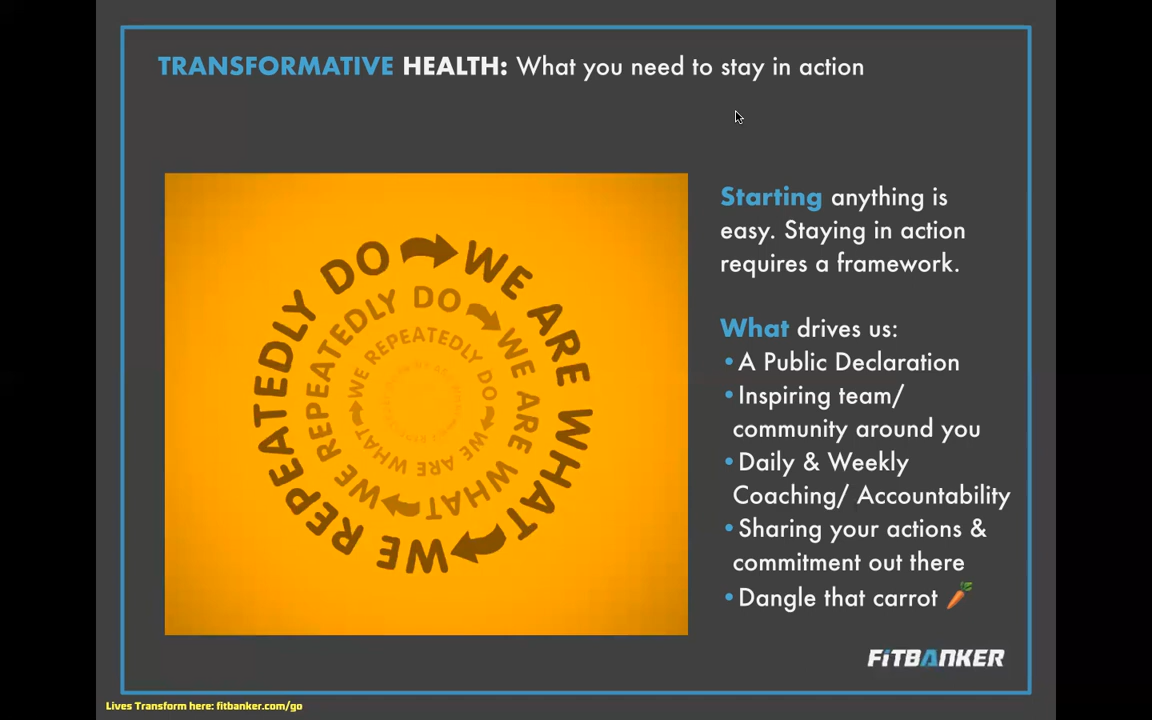 TRANSFORMATIVE HEALTH: What you need to stay in action
WE ARE WHAT WE REPEATEDLY DO
WE ARE WHAT WE REPEATEDLY DO
WE ARE WHAT WE REPEATEDLY DO
Starting anything is
easy. Staying in action
requires a framework.
What drives us:
•A Public Declaration
•Inspiring team/
community around you
•Daily & Weekly
Coaching/ Accountability
•Sharing your actions &
commitment out there
•Dangle that carrot 🥕
FiTBANKER
Lives Transform here: fitbanker.com/go